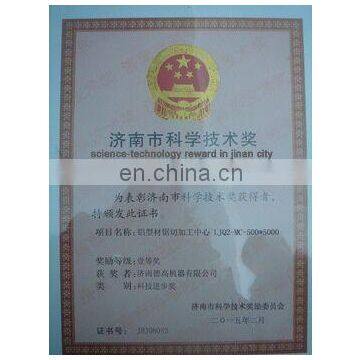 济南市科学技术奖
science-technology reward in jinan city
cn.china.cn
为表彰济南市科学技术奖获得者，
特颁发此证书。
项目名称：铝型材锯切加工中心 LJQ2-MC-500*5000
奖励等级：壹等奖
获 奖 者：济南德高机器有限公司
类 别：科技进步奖
济南市科学技术奖励委员会
二〇一五年二月
证书号：